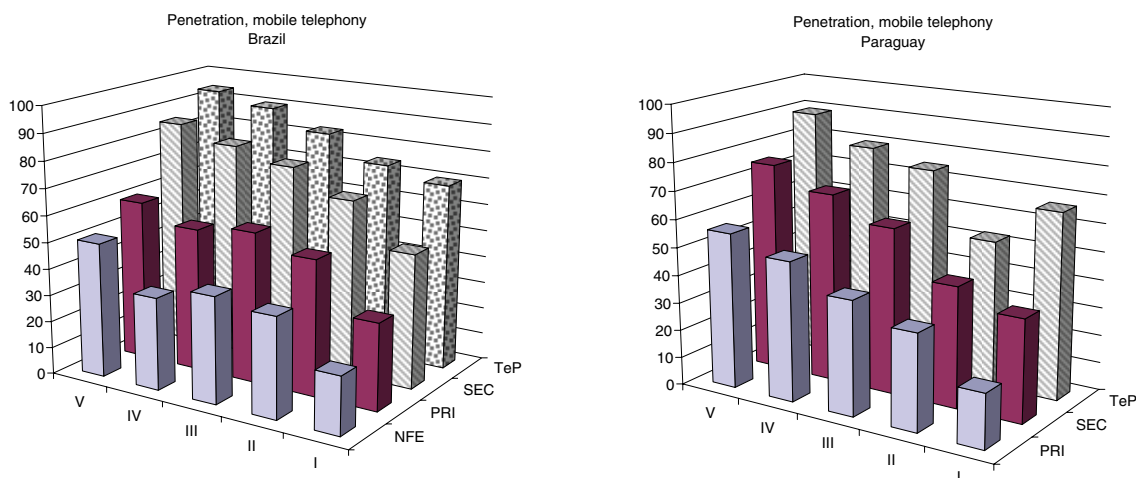 Penetration, mobile telephony
Brazil
100
90
80
70
60
50
40
30
20
10
0
V
IV
III
II
I
NFE
PRI
SEC
TeP
Penetration, mobile telephony
Paraguay
100
90
80
70
60
50
40
30
20
10
0
V
IV
III
II
I
PRI
SEC
TeP